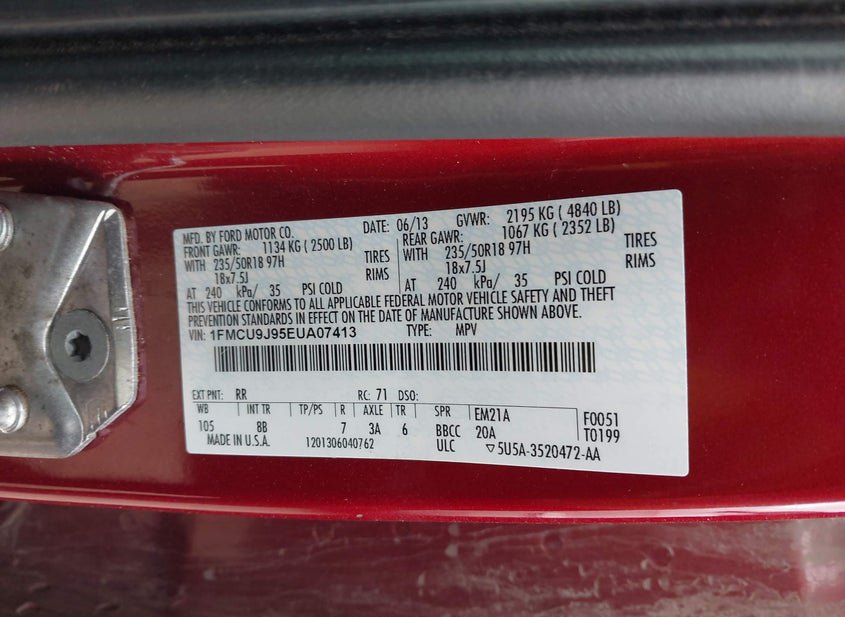 MFD. BY FORD MOTOR CO. DATE: 06/13 GVWR: 2195 KG ( 4840 LB)
FRONT GAWR: 1134 KG ( 2500 LB) REAR GAWR: 1067 KG ( 2352 LB)
WITH 235/50R18 97H TIRES WITH 235/50R18 97H TIRES
18x7.5J RIMS 18x7.5J RIMS
AT 240 kPa/ 35 PSI COLD AT 240 kPa/ 35 PSI COLD
THIS VEHICLE CONFORMS TO ALL APPLICABLE FEDERAL MOTOR VEHICLE SAFETY AND THEFT
PREVENTION STANDARDS IN EFFECT ON THE DATE OF MANUFACTURE SHOWN ABOVE.
VIN: 1FMCU9J95EUA07413 TYPE: MPV
EXT PNT: RR RC: 71 DSO:
WB INT TR TP/PS R AXLE TR SPR EM21A F0051
105 8B 7 3A 6 BBCC 20A T0199
MADE IN U.S.A. 1201306040762 ULC ▽5U5A-3520472-AA